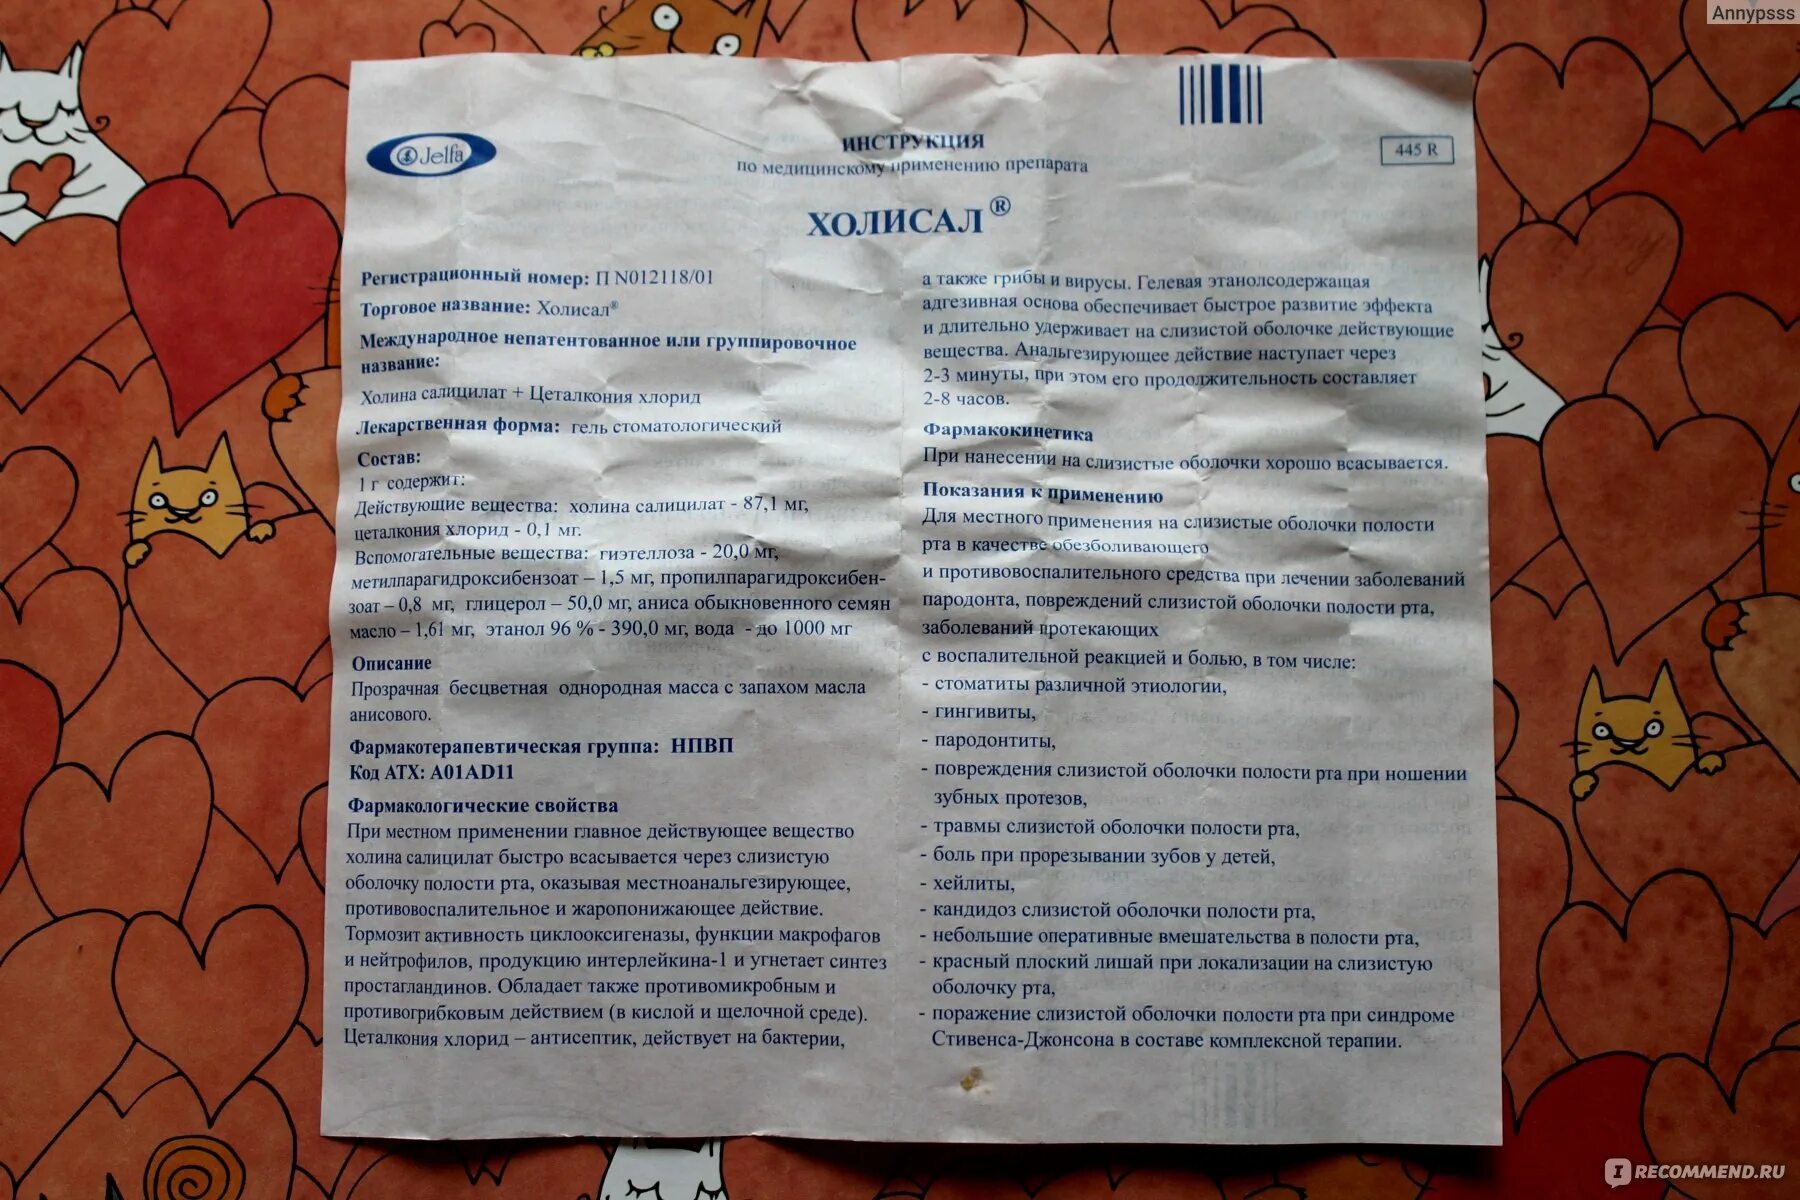 Annypsss
Jelfa
ИНСТРУКЦИЯ
по медицинскому применению препарата
445 R
ХОЛИСАЛ®
Регистрационный номер: П N012118/01
Торговое название: Холисал®
Международное непатентованное или группировочное
название:
Холина салицилат + Цеталкония хлорид
Лекарственная форма: гель стоматологический
Состав:
1 г содержит:
Действующие вещества: холина салицилат - 87,1 мг,
цеталкония хлорид - 0,1 мг.
Вспомогательные вещества: гиэтеллоза - 20,0 мг,
метилпарагидроксибензоат – 1,5 мг, пропилпарагидроксибен-
зоат – 0,8 мг, глицерол – 50,0 мг, аниса обыкновенного семян
масло – 1,61 мг, этанол 96 % - 390,0 мг, вода - до 1000 мг
Описание
Прозрачная бесцветная однородная масса с запахом масла
анисового.
Фармакотерапевтическая группа: НПВП
Код АТХ: A01AD11
Фармакологические свойства
При местном применении главное действующее вещество
холина салицилат быстро всасывается через слизистую
оболочку полости рта, оказывая местноанальгезирующее,
противовоспалительное и жаропонижающее действие.
Тормозит активность циклооксигеназы, функции макрофагов
и нейтрофилов, продукцию интерлейкина-1 и угнетает синтез
простагландинов. Обладает также противомикробным и
противогрибковым действием (в кислой и щелочной среде).
Цеталкония хлорид – антисептик, действует на бактерии,
а также грибы и вирусы. Гелевая этанолсодержащая
адгезивная основа обеспечивает быстрое развитие эффекта
и длительно удерживает на слизистой оболочке действующие
вещества. Анальгезирующее действие наступает через
2-3 минуты, при этом его продолжительность составляет
2-8 часов.
Фармакокинетика
При нанесении на слизистые оболочки хорошо всасывается.
Показания к применению
Для местного применения на слизистые оболочки полости
рта в качестве обезболивающего
и противовоспалительного средства при лечении заболеваний
пародонта, повреждений слизистой оболочки полости рта,
заболеваний протекающих
с воспалительной реакцией и болью, в том числе:
- стоматиты различной этиологии,
- гингивиты,
- пародонтиты,
- повреждения слизистой оболочки полости рта при ношении
зубных протезов,
- травмы слизистой оболочки полости рта,
- боль при прорезывании зубов у детей,
- хейлиты,
- кандидоз слизистой оболочки полости рта,
- небольшие оперативные вмешательства в полости рта,
- красный плоский лишай при локализации на слизистую
оболочку рта,
- поражение слизистой оболочки полости рта при синдроме
Стивенса-Джонсона в составе комплексной терапии.
IRECOMMEND.RU